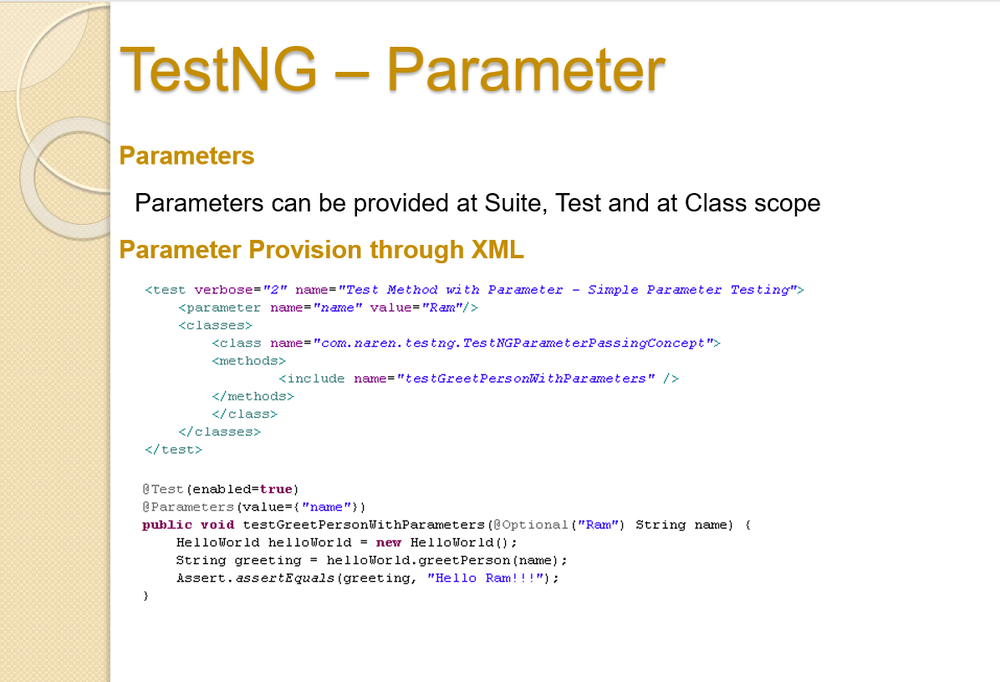 TestNG – Parameter
Parameters
Parameters can be provided at Suite, Test and at Class scope
Parameter Provision through XML
<test verbose="2" name="Test Method with Parameter - Simple Parameter Testing">
<parameter name="name" value="Ram"/>
<classes>
<class name="com.naren.testng.TestNGParameterPassingConcept">
<methods>
<include name="testGreetPersonWithParameters" />
</methods>
</class>
</classes>
</test>
@Test(enabled=true)
@Parameters(value={"name"})
public void testGreetPersonWithParameters(@Optional("Ram") String name) {
HelloWorld helloWorld = new HelloWorld();
String greeting = helloWorld.greetPerson(name);
Assert.assertEquals(greeting, "Hello Ram!!!");
}